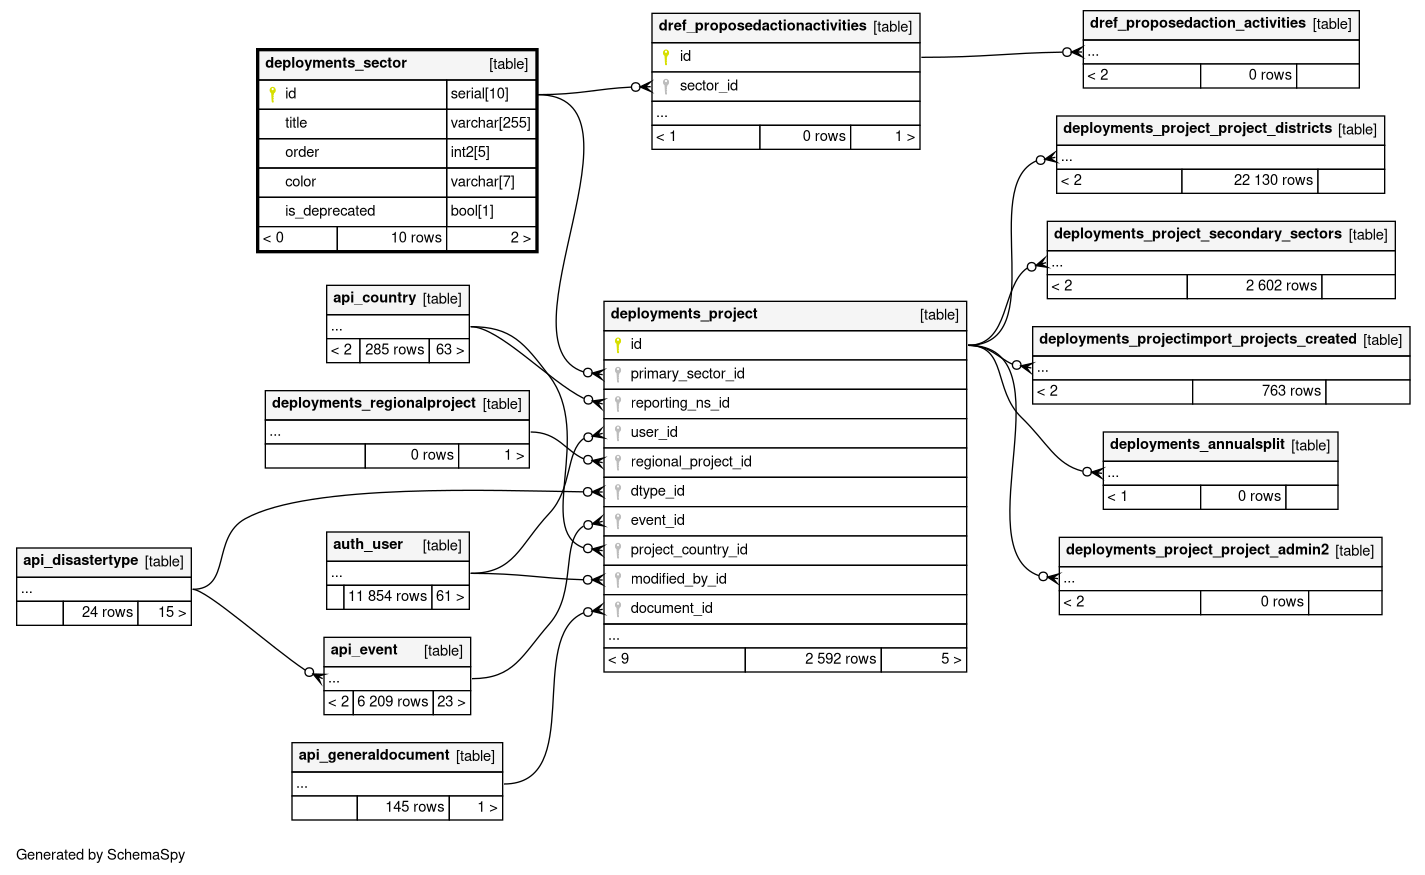 deployments_sector [table]
id serial[10]
title varchar[255]
order int2[5]
color varchar[7]
is_deprecated bool[1]
< 0 10 rows 2 >
dref_proposedactionactivities [table]
id
sector_id
...
< 1 0 rows 1 >
dref_proposedaction_activities [table]
...
< 2 0 rows
deployments_project_project_districts [table]
...
< 2 22 130 rows
deployments_project_secondary_sectors [table]
...
< 2 2 602 rows
deployments_projectimport_projects_created [table]
...
< 2 763 rows
deployments_annualsplit [table]
...
< 1 0 rows
deployments_project_project_admin2 [table]
...
< 2 0 rows
api_country [table]
...
< 2 285 rows 63 >
deployments_regionalproject [table]
...
0 rows 1 >
deployments_project [table]
id
primary_sector_id
reporting_ns_id
user_id
regional_project_id
dtype_id
event_id
project_country_id
modified_by_id
document_id
...
< 9 2 592 rows 5 >
api_disastertype [table]
...
24 rows 15 >
auth_user [table]
...
11 854 rows 61 >
api_event [table]
...
< 2 6 209 rows 23 >
api_generaldocument [table]
...
145 rows 1 >
Generated by SchemaSpy